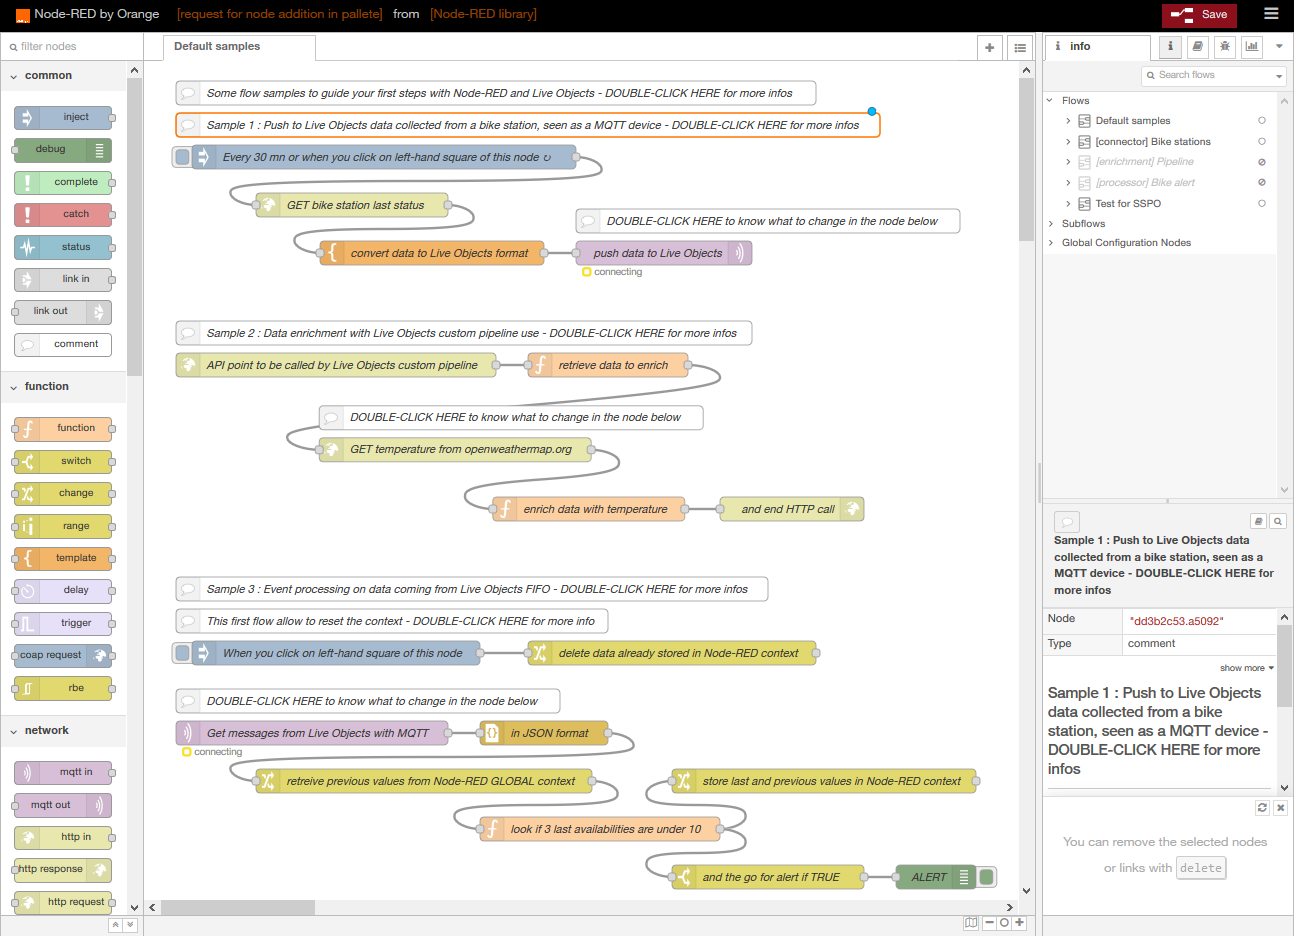 Node-RED by Orange [request for node addition in pallete] from [Node-RED library] Save
filter nodes
common
inject
debug
complete
catch
status
link in
link out
comment
function
function
switch
change
range
template
delay
trigger
coap request
rbe
network
mqtt in
mqtt out
http in
http response
http request
Default samples
Some flow samples to guide your first steps with Node-RED and Live Objects - DOUBLE-CLICK HERE for more infos
Sample 1 : Push to Live Objects data collected from a bike station, seen as a MQTT device - DOUBLE-CLICK HERE for more infos
Every 30 mn or when you click on left-hand square of this node ↻
GET bike station last status
DOUBLE-CLICK HERE to know what to change in the node below
convert data to Live Objects format
push data to Live Objects
connecting
Sample 2 : Data enrichment with Live Objects custom pipeline use - DOUBLE-CLICK HERE for more infos
API point to be called by Live Objects custom pipeline
retrieve data to enrich
DOUBLE-CLICK HERE to know what to change in the node below
GET temperature from openweathermap.org
enrich data with temperature
and end HTTP call
Sample 3 : Event processing on data coming from Live Objects FIFO - DOUBLE-CLICK HERE for more infos
This first flow allow to reset the context - DOUBLE-CLICK HERE for more info
When you click on left-hand square of this node
delete data already stored in Node-RED context
DOUBLE-CLICK HERE to know what to change in the node below
Get messages from Live Objects with MQTT
in JSON format
connecting
retreive previous values from Node-RED GLOBAL context
store last and previous values in Node-RED context
look if 3 last availabilities are under 10
and the go for alert if TRUE
ALERT
info
Search flows
Flows
Default samples
[connector] Bike stations
[enrichment] Pipeline
[processor] Bike alert
Test for SSPO
Subflows
Global Configuration Nodes
Sample 1 : Push to Live Objects data
collected from a bike station, seen as a
MQTT device - DOUBLE-CLICK HERE for
more infos
Node "dd3b2c53.a5092"
Type comment
show more
Sample 1 : Push to Live Objects
data collected from a bike
station, seen as a MQTT device -
DOUBLE-CLICK HERE for more
infos
You can remove the selected nodes
or links with delete